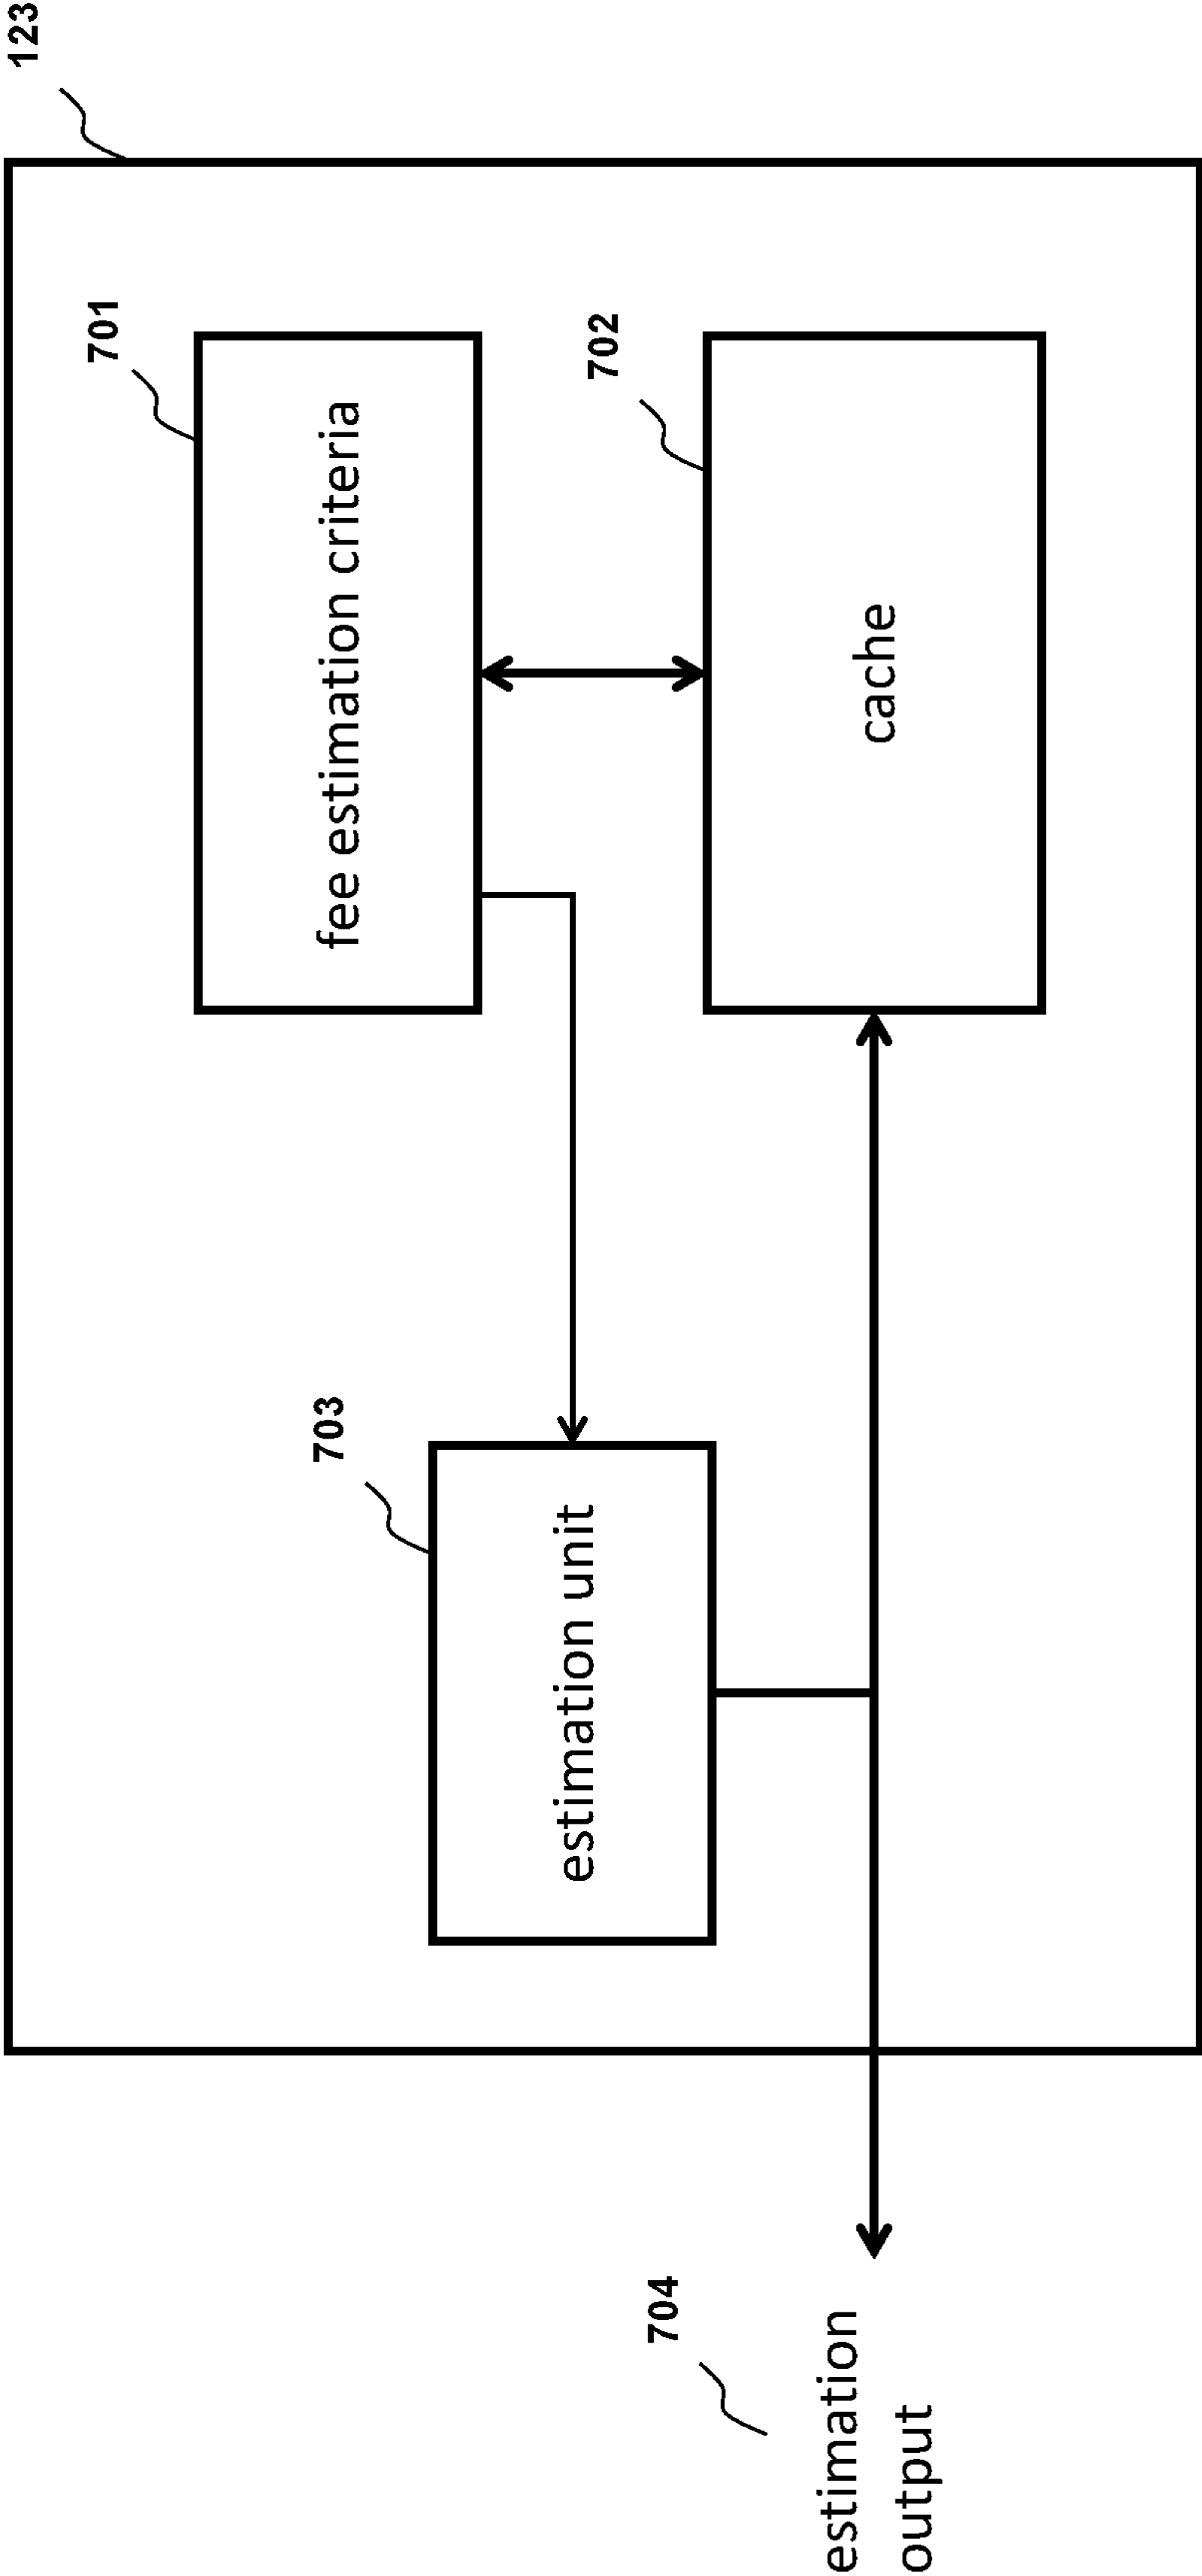 123
701
fee estimation criteria
702
cache
703
estimation unit
704
estimation
output